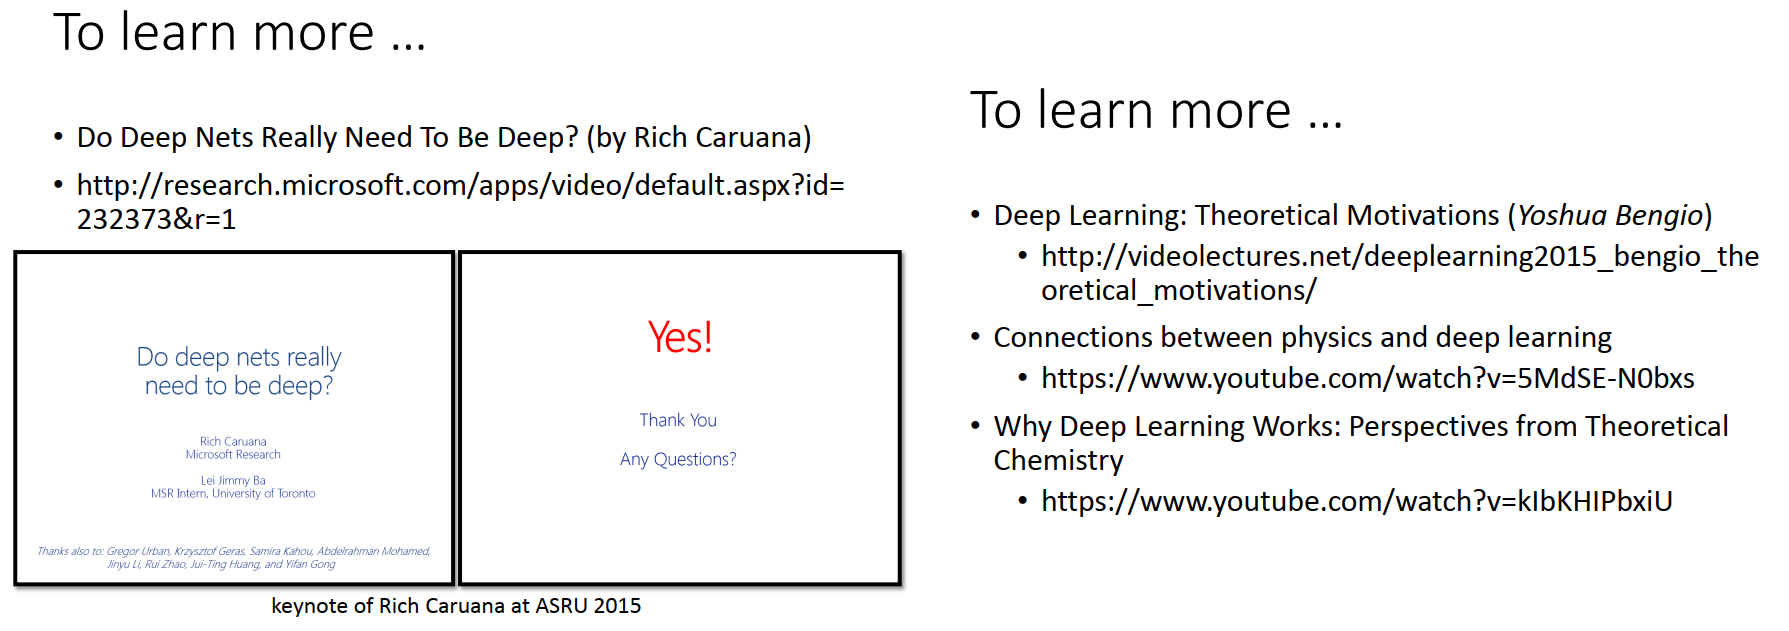 To learn more …
• Do Deep Nets Really Need To Be Deep? (by Rich Caruana)
• http://research.microsoft.com/apps/video/default.aspx?id=
232373&r=1
Do deep nets really
need to be deep?
Rich Caruana
Microsoft Research
Lei Jimmy Ba
MSR Intern, University of Toronto
Thanks also to: Gregor Urban, Krzysztof Geras, Samira Kahou, Abdelrahman Mohamed,
Jinyu Li, Rui Zhao, Jui-Ting Huang, and Yifan Gong
Yes!
Thank You
Any Questions?
keynote of Rich Caruana at ASRU 2015
To learn more …
• Deep Learning: Theoretical Motivations (Yoshua Bengio)
• http://videolectures.net/deeplearning2015_bengio_the
oretical_motivations/
• Connections between physics and deep learning
• https://www.youtube.com/watch?v=5MdSE-N0bxs
• Why Deep Learning Works: Perspectives from Theoretical
Chemistry
• https://www.youtube.com/watch?v=kIbKHIPbxiU